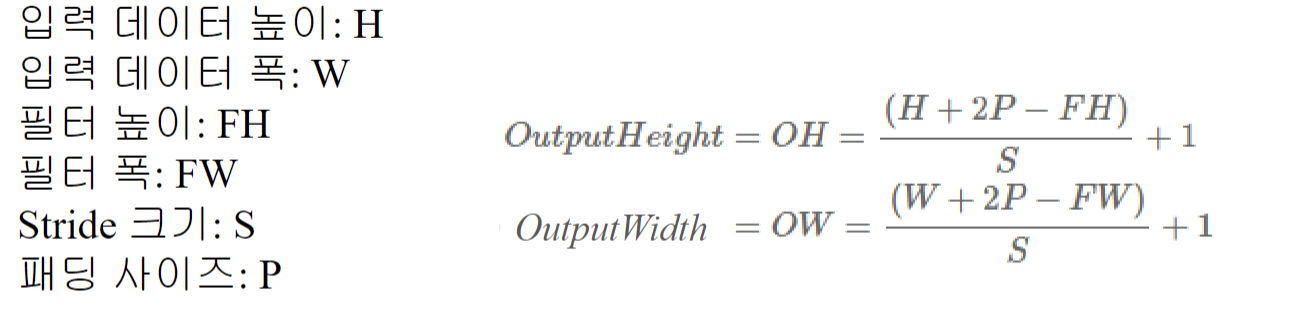 입력 데이터 높이: H
입력 데이터 폭: W
필터 높이: FH
필터 폭: FW
Stride 크기: S
패딩 사이즈: P
OutputHeight = OH = \frac{(H + 2P - FH)}{S} + 1
OutputWidth = OW = \frac{(W + 2P - FW)}{S} + 1